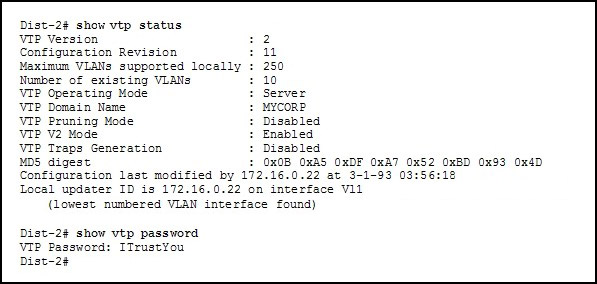 Dist-2# show vtp status
VTP Version : 2
Configuration Revision : 11
Maximum VLANs supported locally : 250
Number of existing VLANs : 10
VTP Operating Mode : Server
VTP Domain Name : MYCORP
VTP Pruning Mode : Disabled
VTP V2 Mode : Enabled
VTP Traps Generation : Disabled
MD5 digest : 0x0B 0xA5 0xDF 0xA7 0x52 0xBD 0x93 0x4D
Configuration last modified by 172.16.0.22 at 3-1-93 03:56:18
Local updater ID is 172.16.0.22 on interface Vl1
(lowest numbered VLAN interface found)
Dist-2# show vtp password
VTP Password: ITrustYou
Dist-2#